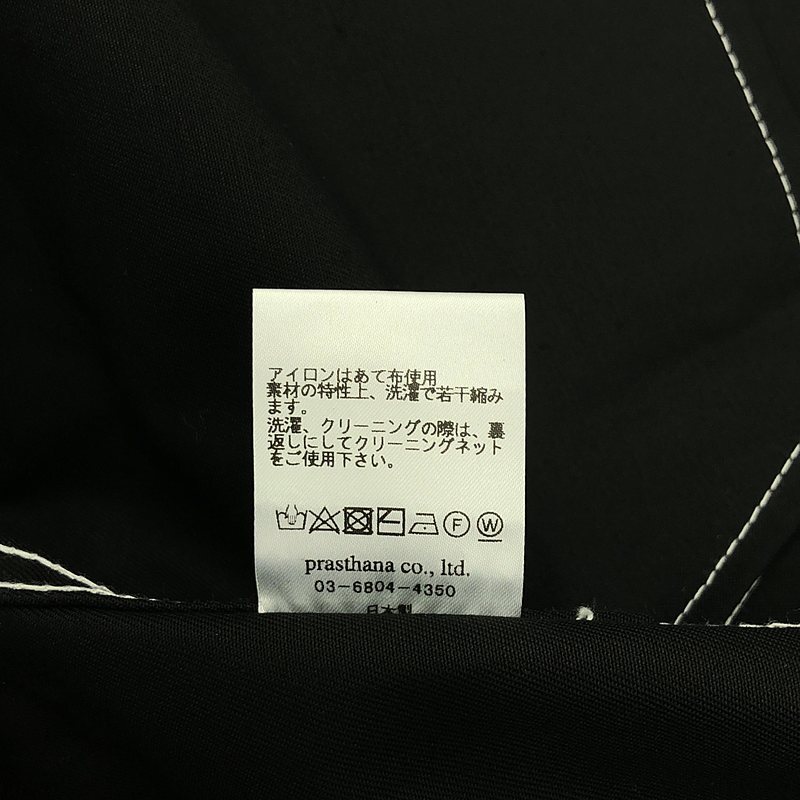 アイロンはあて布使用
素材の特性上、洗濯で若干縮み
ます。
洗濯、クリーニングの際は、裏
返しにしてクリーニングネット
をご使用下さい。
F W
prasthana co., ltd.
03-6804-4350
日本製